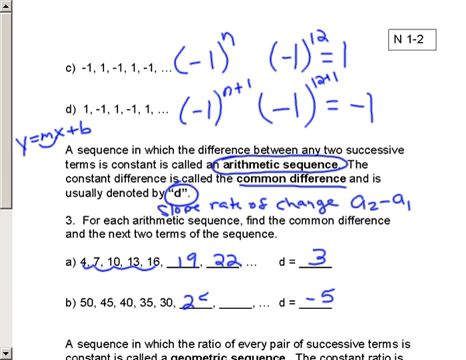 N 1-2
c) -1, 1, -1, 1, -1, … (-1)^n (-1)^12 = 1
d) 1, -1, 1, -1, 1, … (-1)^n+1 (-1)^12+1 = -1
y=mx+b
A sequence in which the difference between any two successive
terms is constant is called an arithmetic sequence. The
constant difference is called the common difference and is
usually denoted by "d".
slope rate of change a2-a1
3. For each arithmetic sequence, find the common difference
and the next two terms of the sequence.
a) 4, 7, 10, 13, 16, 19, 22 … d = 3
b) 50, 45, 40, 35, 30, 25 _____, … d = -5
A sequence in which the ratio of every pair of successive terms is
constant is called a geometric sequence. The constant ratio is